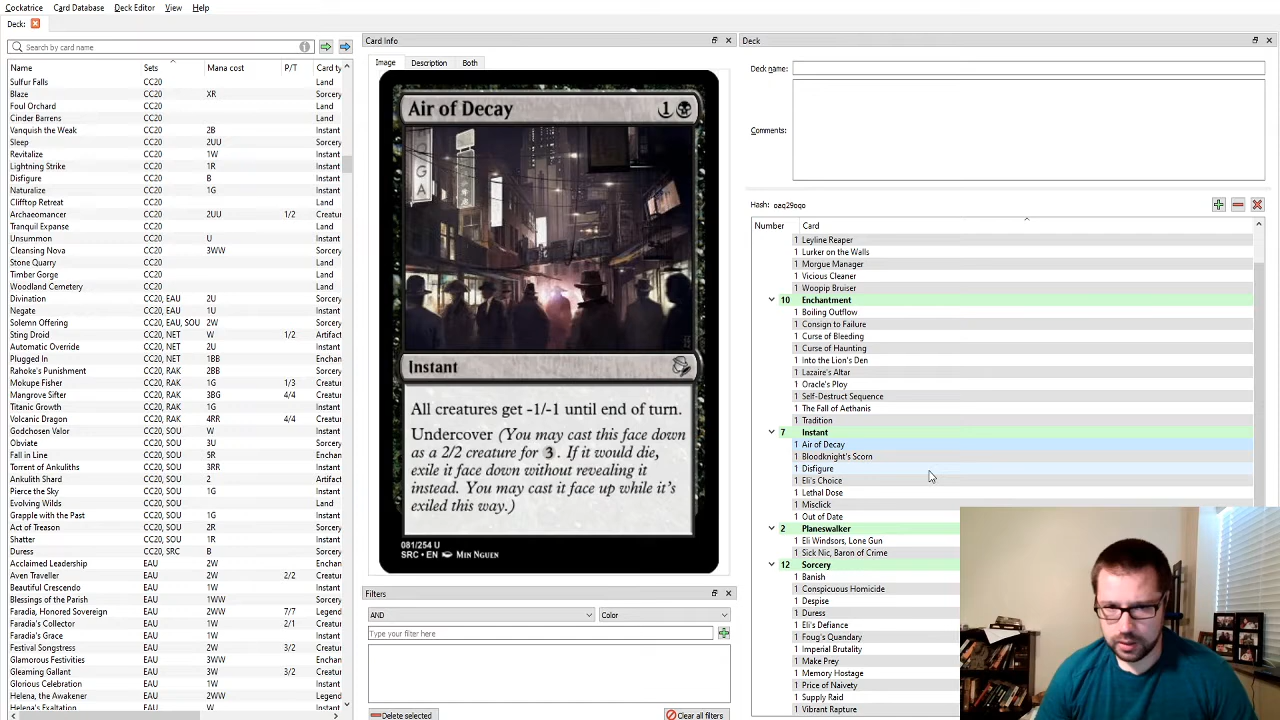 Cockatrice Card Database Deck Editor View Help
Deck:
Search by card name
Name Sets Mana cost P/T Card ty
Sulfur Falls CC20 Land
Blaze CC20 XR Sorcery
Foul Orchard CC20 Land
Cinder Barrens CC20 Land
Vanquish the Weak CC20 2B Instant
Sleep CC20 2UU Sorcery
Revitalize CC20 1W Instant
Lightning Strike CC20 1R Instant
Disfigure CC20 B Instant
Naturalize CC20 1G Instant
Clifftop Retreat CC20 Land
Archaeomancer CC20 2UU 1/2 Creatur
Tranquil Expanse CC20 Land
Unsummon CC20 U Instant
Cleansing Nova CC20 3WW Sorcery
Stone Quarry CC20 Land
Timber Gorge CC20 Land
Woodland Cemetery CC20 Land
Divination CC20, EAU 2U Sorcery
Negate CC20, EAU 1U Instant
Solemn Offering CC20, EAU, SOU 2W Sorcery
Sting Droid CC20, NET W 1/2 Artifact
Automatic Override CC20, NET 2U Instant
Plugged In CC20, NET 1BB Enchan
Rahoke's Punishment CC20, RAK 2BB Sorcery
Mokupe Fisher CC20, RAK 1G 1/3 Creatur
Mangrove Sifter CC20, RAK 3BG 4/4 Creatur
Titanic Growth CC20, RAK 1G Instant
Volcanic Dragon CC20, RAK 4RR 4/4 Creatur
Godchosen Valor CC20, SOU W Instant
Obviate CC20, SOU 3U Instant
Fall in Line CC20, SOU 5R Instant
Torrent of Ankuliths CC20, SOU 3RR Instant
Ankulith Shard CC20, SOU 2 Artifact
Pierce the Sky CC20, SOU 1G Instant
Evolving Wilds CC20, SOU Land
Grapple with the Past CC20, SOU 1G Instant
Act of Treason CC20, SOU 2R Sorcery
Shatter CC20, SOU 1R Instant
Duress CC20, SRC B Sorcery
Acclaimed Leadership EAU 2W Enchan
Aven Traveller EAU 2W 2/2 Creatur
Beautiful Crescendo EAU 1W Instant
Blessings of the Parish EAU 1WW Enchan
Faradia, Honored Sovereign EAU 2WW 7/7 Legend
Faradia's Collector EAU 2W 2/1 Creatur
Faradia's Grace EAU 1W Instant
Festival Songstress EAU 2W 3/2 Creatur
Glamorous Festivities EAU 3WW Enchan
Gleaming Gallant EAU 2W 3/2 Creatur
Glorious Celebration EAU 1W Instant
Helena, the Awakener EAU 2WW Legend
Helena's Exaltation EAU 2W Instant
Card Info
Image Description Both
Air of Decay 1
OGA
Instant
All creatures get -1/-1 until end of turn.
Undercover (You may cast this face down
as a 2/2 creature for 3. If it would die,
exile it face down without revealing it
instead. You may cast it face up while it's
exiled this way.)
081/254 U
SRC • EN MIN NGUEN
Filters
AND Color
Type your filter here
Delete selected Clear all filters
Deck
Deck name:
Comments:
Hash: oaq29oqo
Number Card
1 Leyline Reaper
1 Lurker on the Walls
1 Morgue Manager
1 Vicious Cleaner
1 Woopip Bruiser
10 Enchantment
1 Boiling Outflow
1 Consign to Failure
1 Curse of Bleeding
1 Curse of Haunting
1 Into the Lion's Den
1 Lazaire's Altar
1 Oracle's Ploy
1 Self-Destruct Sequence
1 The Fall of Aethanis
1 Tradition
7 Instant
1 Air of Decay
1 Bloodknight's Scorn
1 Disfigure
1 Eli's Choice
1 Lethal Dose
1 Misclick
1 Out of Date
2 Planeswalker
1 Eli Windsors, Lone Gun
1 Sick Nic, Baron of Crime
12 Sorcery
1 Banish
1 Conspicuous Homicide
1 Despise
1 Duress
1 Eli's Defiance
1 Foug's Quandary
1 Imperial Brutality
1 Make Prey
1 Memory Hostage
1 Price of Naivety
1 Supply Raid
1 Vibrant Rapture